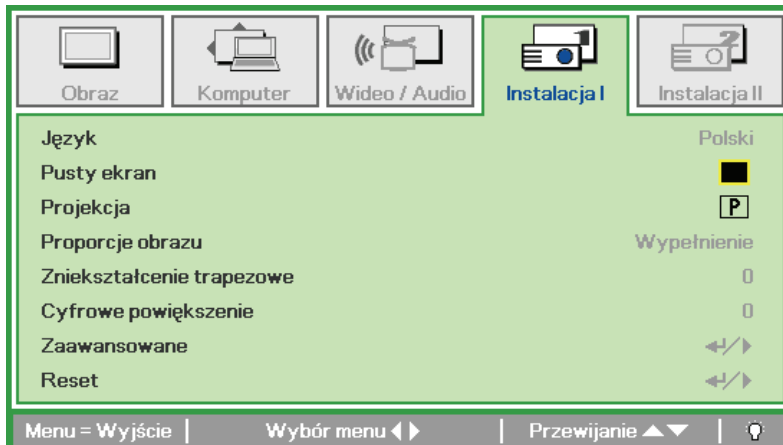 Obraz
Komputer
Wideo / Audio
Instalacja I
Instalacja II
Język Polski
Pusty ekran
Projekcja P
Proporcje obrazu Wypełnienie
Zniekształcenie trapezowe 0
Cyfrowe powiększenie 0
Zaawansowane
Reset
Menu = Wyjście | Wybór menu | Przewijanie |